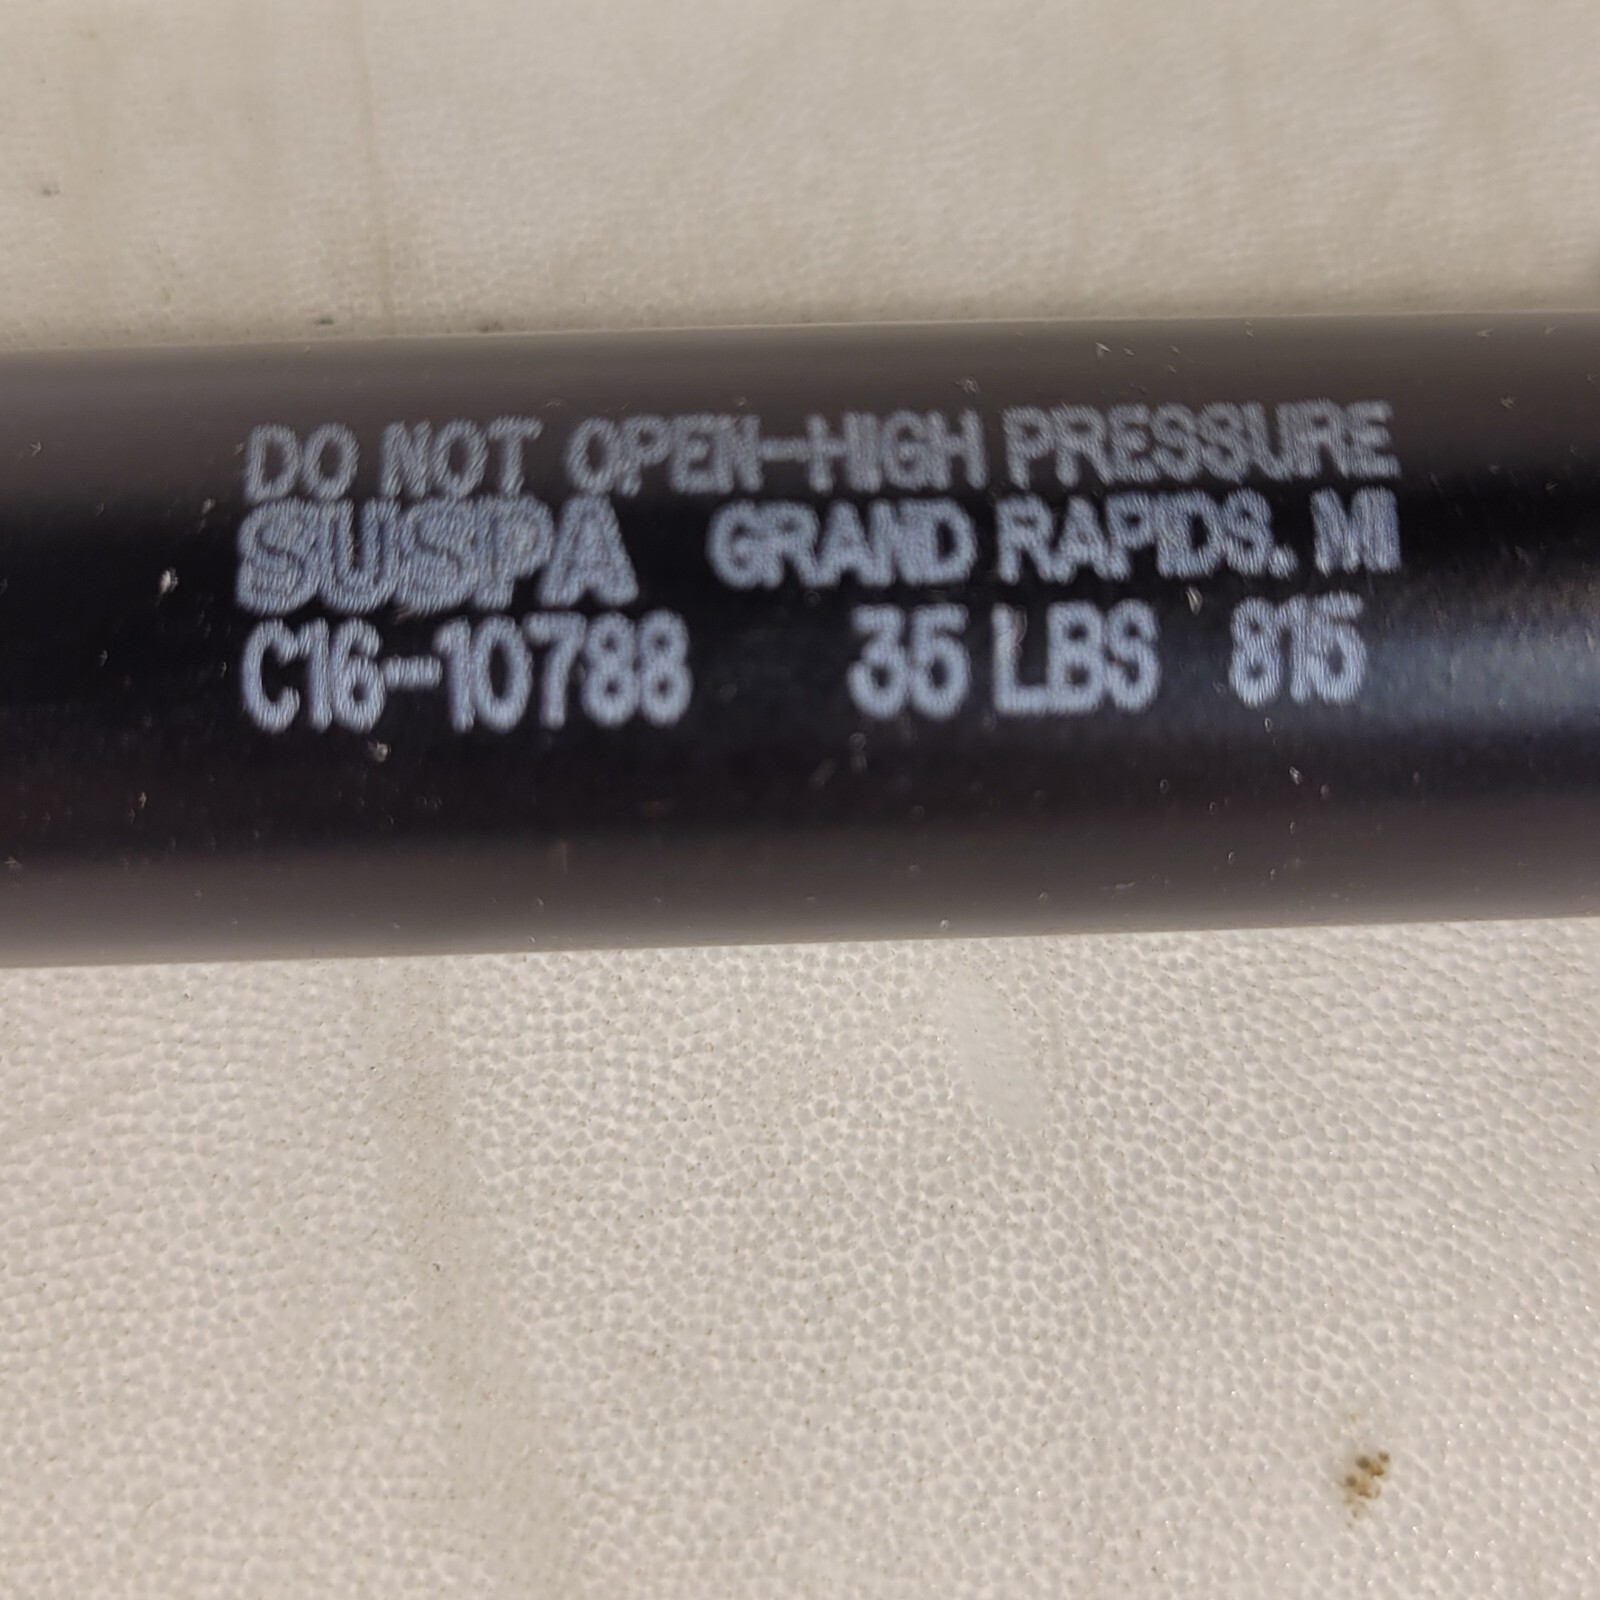 DO NOT OPEN-HIGH PRESSURE
SUSPA GRAND RAPIDS, MI
C16-10788 35 LBS 815